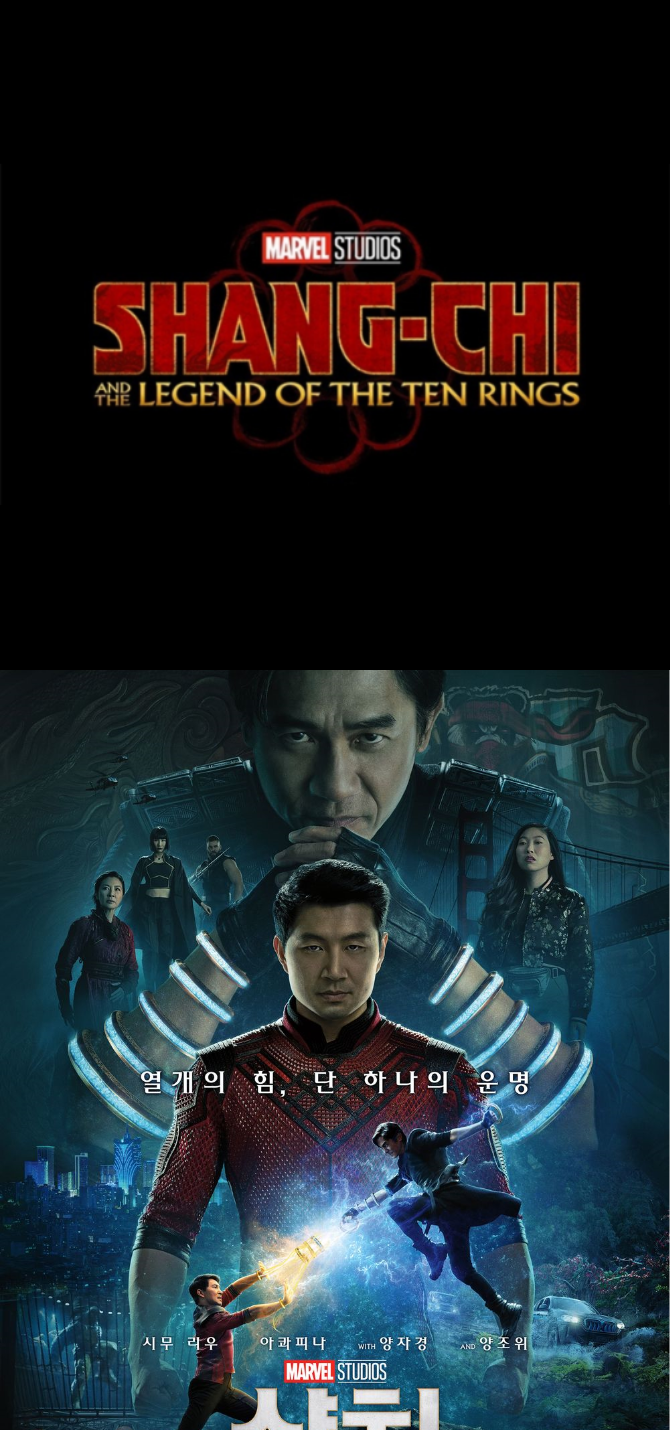 MARVEL STUDIOS
SHANG-CHI
AND THE LEGEND OF THE TEN RINGS
열개의 힘, 단 하나의 운명
시무 리우 아콰피나 WITH 양자경 AND 양조위
MARVEL STUDIOS